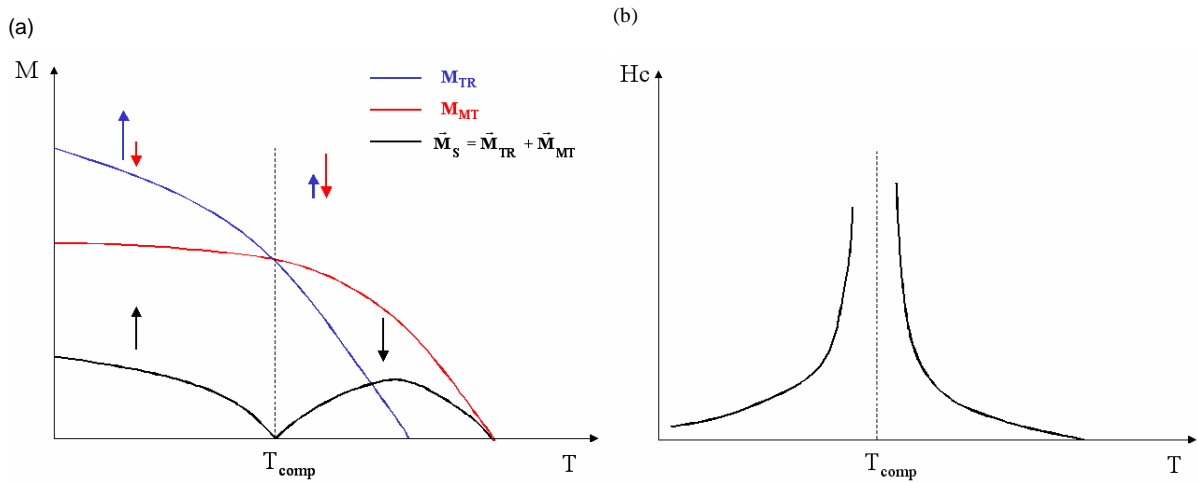 (a)
M
M_TR
M_MT
M⃗_S = M⃗_TR + M⃗_MT
T_comp
T
(b)
Hc
T_comp
T